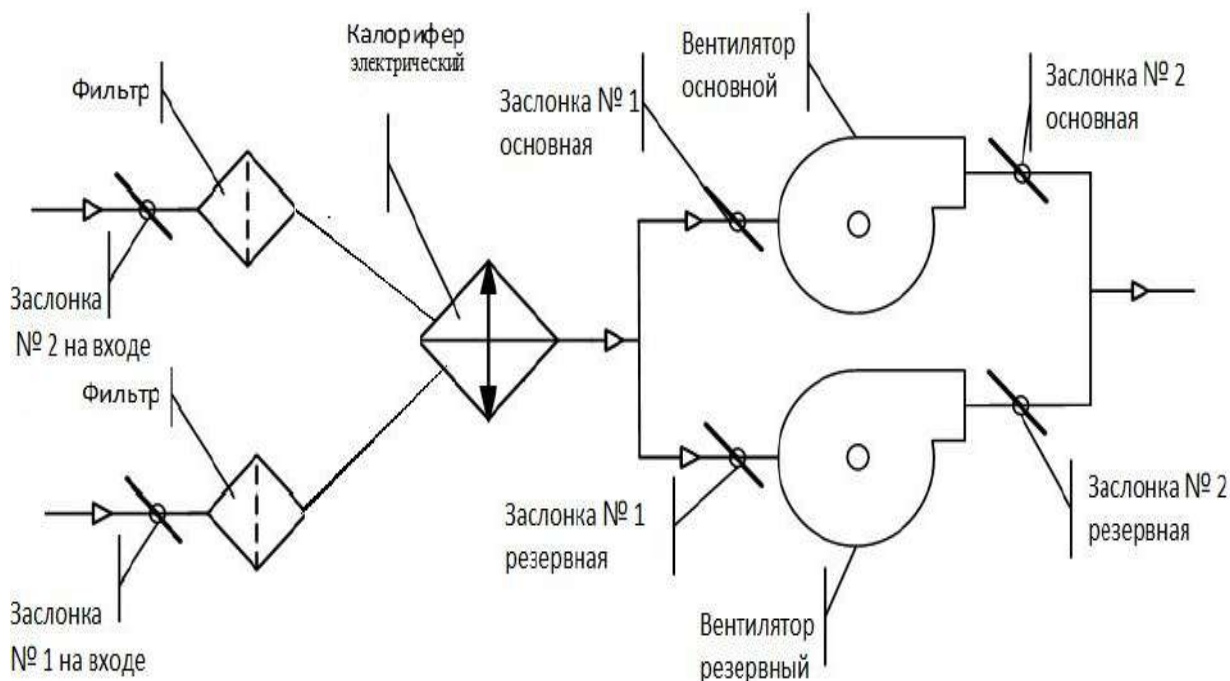 Фильтр
Калорифер
электрический
Заслонка № 1
основная
Вентилятор
основной
Заслонка № 2
основная
Заслонка
№ 2 на входе
Фильтр
Заслонка
№ 1 на входе
Заслонка № 1
резервная
Вентилятор
резервный
Заслонка № 2
резервная